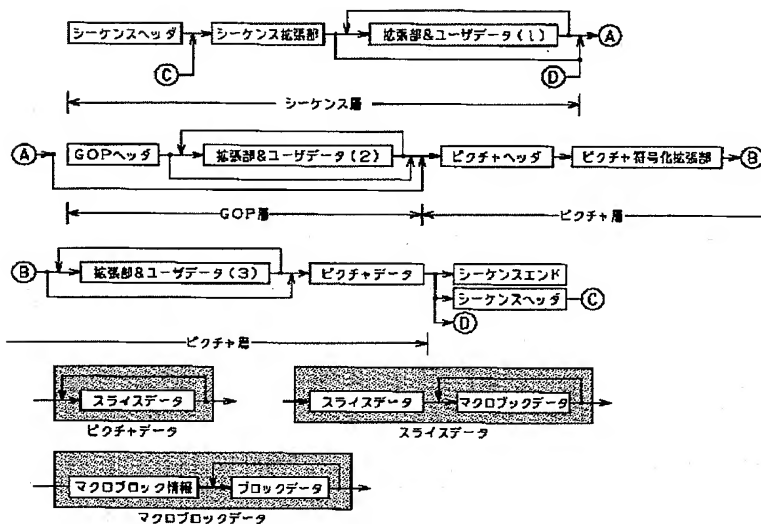 シーケンスヘッダ シーケンス拡張部 拡張部&ユーザデータ(1) A
C D
シーケンス層
A GOPヘッダ 拡張部&ユーザデータ(2) ピクチャヘッダ ピクチャ符号化拡張部 B
GOP層 ピクチャ層
B 拡張部&ユーザデータ(3) ピクチャデータ シーケンスエンド
シーケンスヘッダ C
D
ピクチャ層
スライスデータ スライスデータ マクロブックデータ
ピクチャデータ スライスデータ
マクロブロック情報 ブロックデータ
マクロブロックデータ